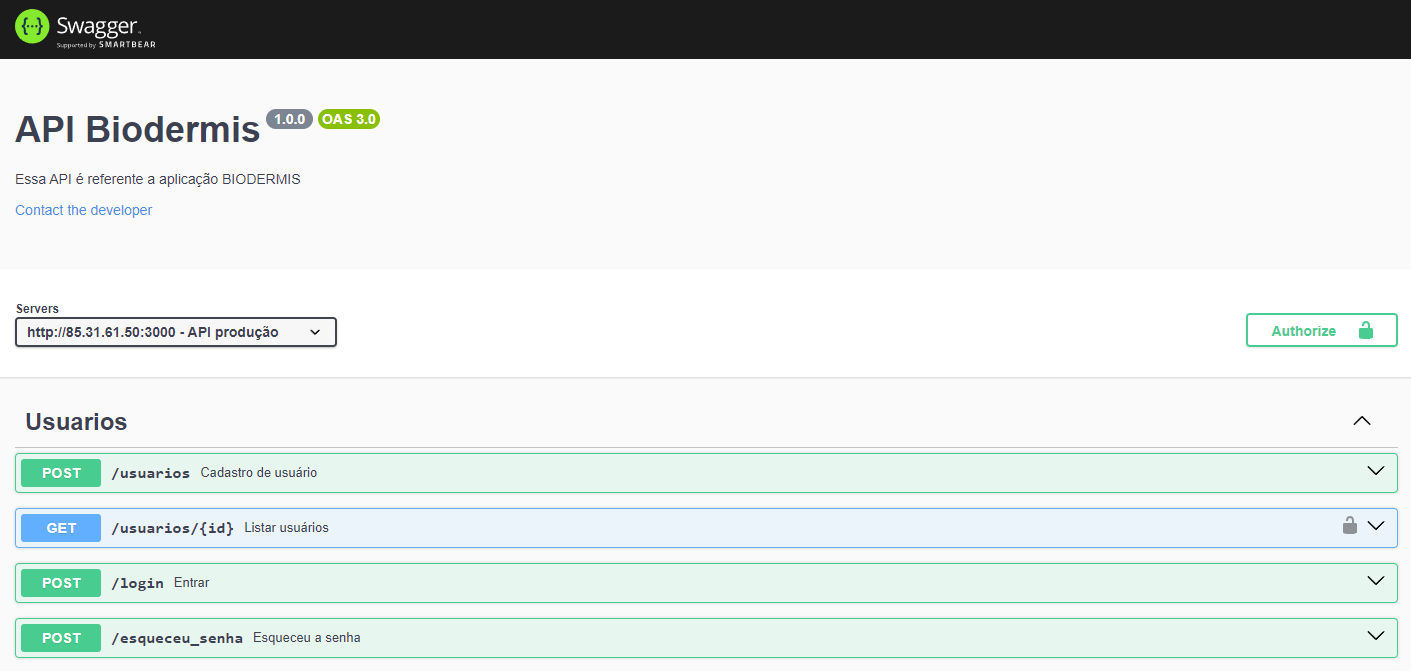 Swagger
Supported by SMARTBEAR
API Biodermis 1.0.0 OAS 3.0
Essa API é referente a aplicação BIODERMIS
Contact the developer
Servers
http://85.31.61.50:3000 - API produção
Authorize
Usuarios
POST /usuarios Cadastro de usuário
GET /usuarios/{id} Listar usuários
POST /login Entrar
POST /esqueceu_senha Esqueceu a senha